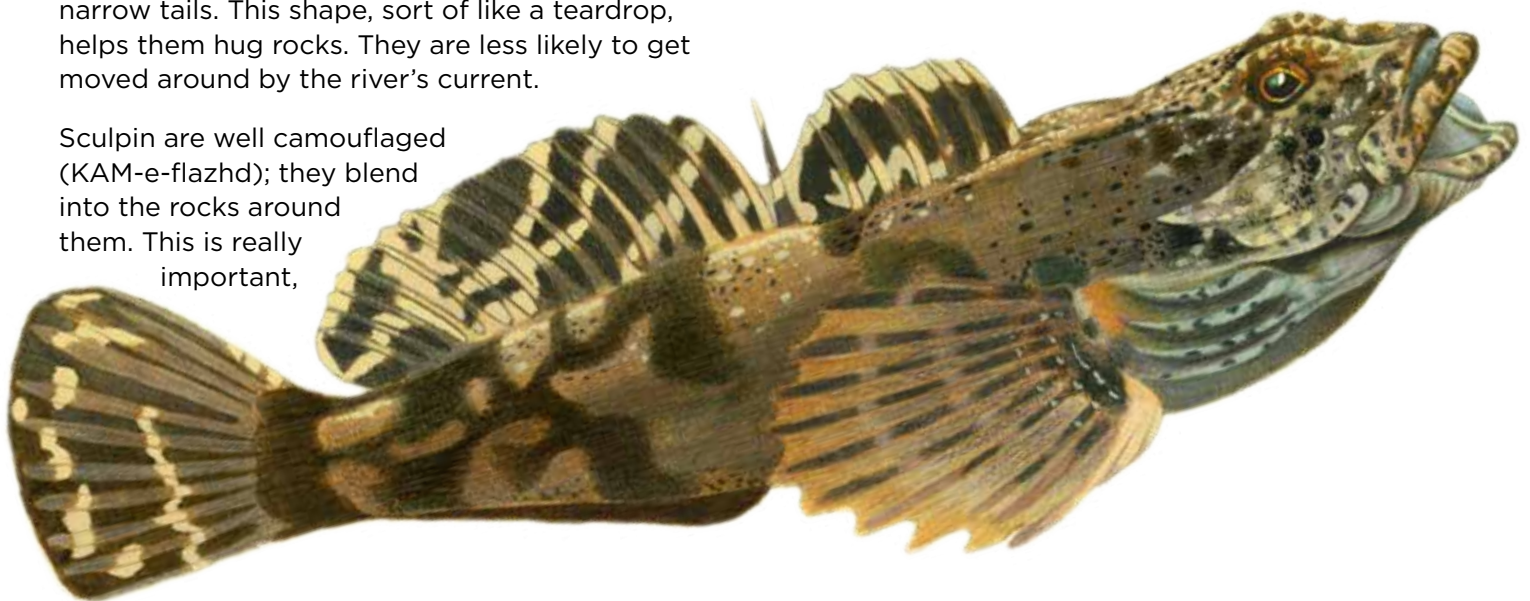 narrow tails. This shape, sort of like a teardrop,
helps them hug rocks. They are less likely to get
moved around by the river’s current.
Sculpin are well camouflaged
(KAM-e-flazhd); they blend
into the rocks around
them. This is really
important,